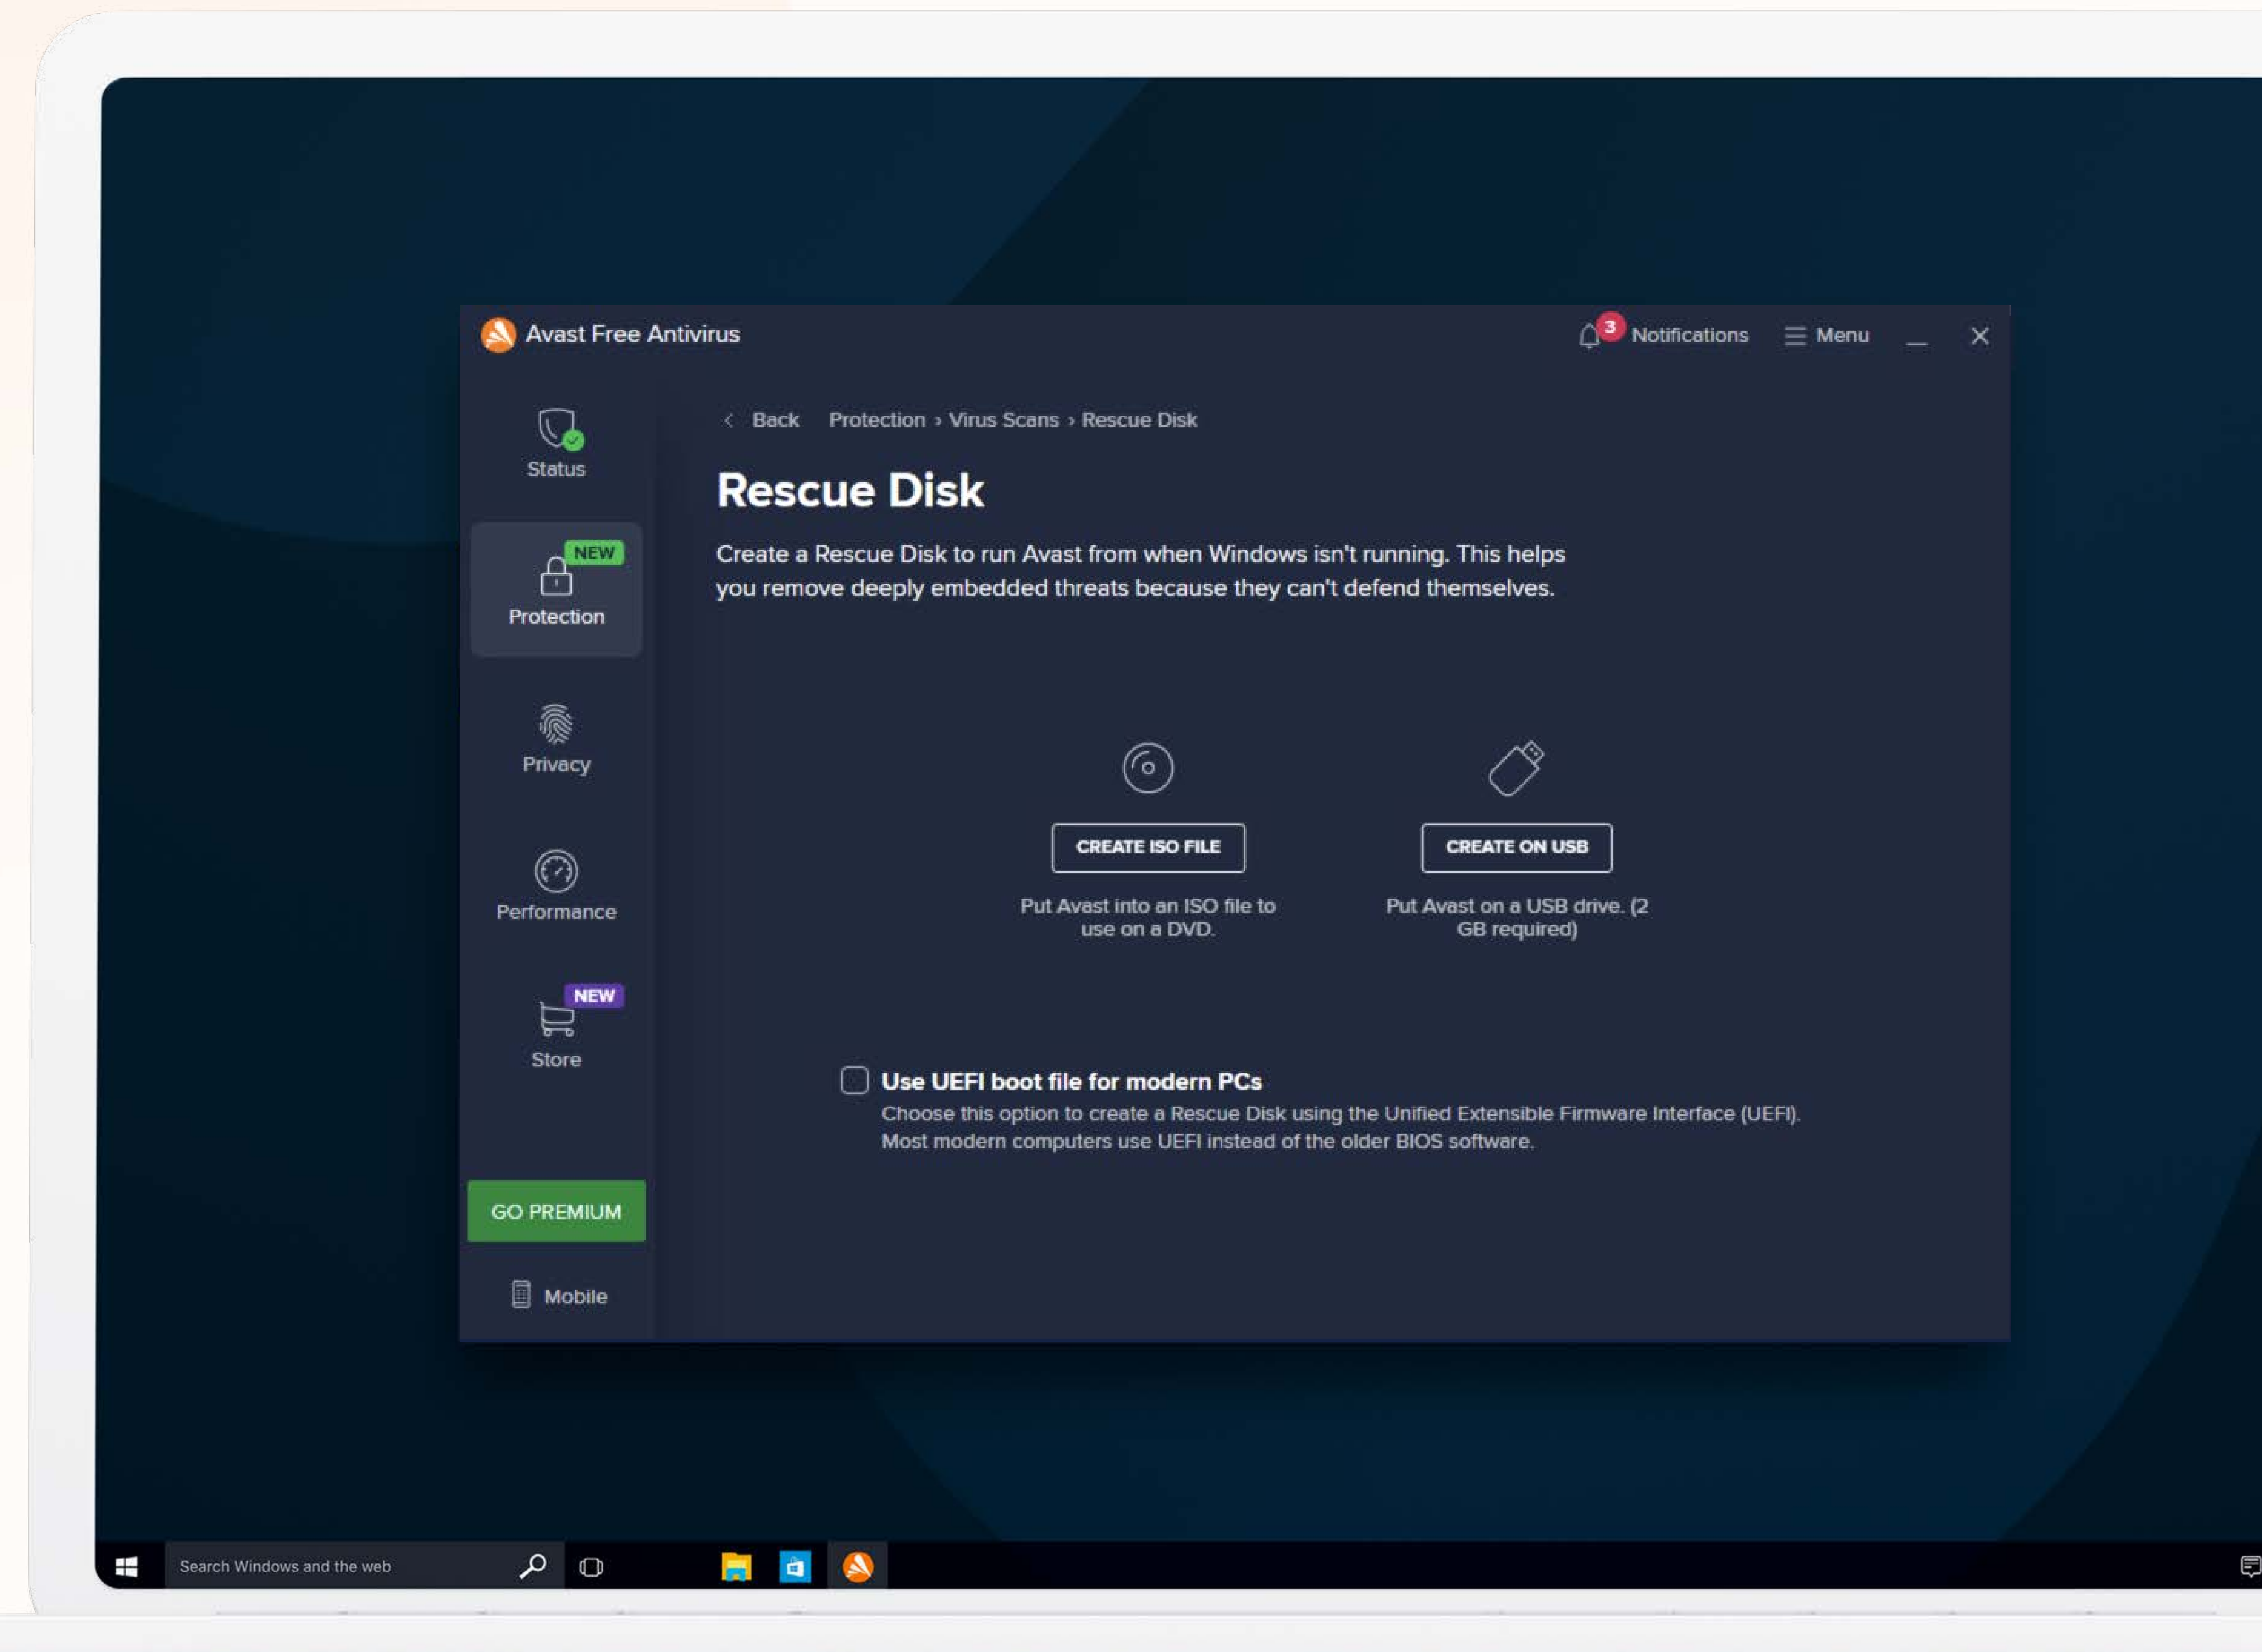 Avast Free Antivirus
3
Notifications
Menu
Status
NEW
Protection
Privacy
Performance
NEW
Store
GO PREMIUM
Mobile
Back
Protection › Virus Scans › Rescue Disk
Rescue Disk
Create a Rescue Disk to run Avast from when Windows isn't running. This helps
you remove deeply embedded threats because they can't defend themselves.
CREATE ISO FILE
Put Avast into an ISO file to
use on a DVD.
CREATE ON USB
Put Avast on a USB drive. (2
GB required)
Use UEFI boot file for modern PCs
Choose this option to create a Rescue Disk using the Unified Extensible Firmware Interface (UEFI).
Most modern computers use UEFI instead of the older BIOS software.
Search Windows and the web